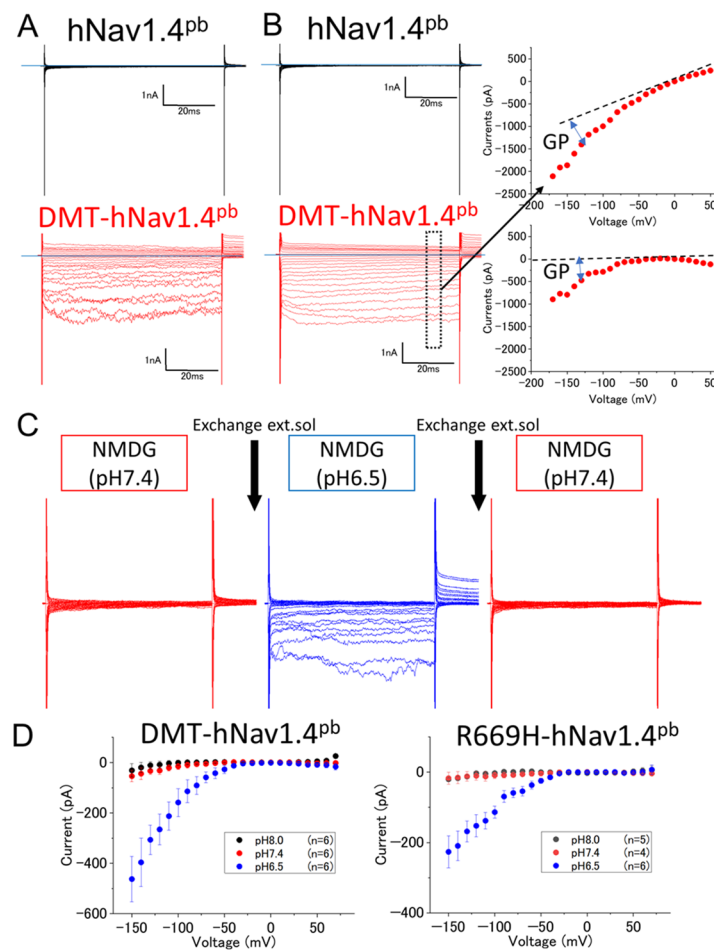 A
hNav1.4pb
B
hNav1.4pb
1nA
20ms
1nA
20ms
DMT-hNav1.4pb
DMT-hNav1.4pb
1nA
20ms
1nA
20ms
500
0
-500
-1000
-1500
-2000
-2500
Currents (pA)
GP
-200 -150 -100 -50 0 50
Voltage (mV)
500
0
-500
-1000
-1500
-2000
-2500
Currents (pA)
GP
-200 -150 -100 -50 0 50
Voltage (mV)
C
Exchange ext.sol
Exchange ext.sol
NMDG
(pH7.4)
NMDG
(pH6.5)
NMDG
(pH7.4)
D
DMT-hNav1.4pb
0
-200
-400
-600
Current (pA)
pH8.0 (n=6)
pH7.4 (n=6)
pH6.5 (n=6)
-150 -100 -50 0 50
Voltage (mV)
R669H-hNav1.4pb
0
-200
-400
Current (pA)
pH8.0 (n=5)
pH7.4 (n=4)
pH6.5 (n=6)
-150 -100 -50 0 50
Voltage (mV)